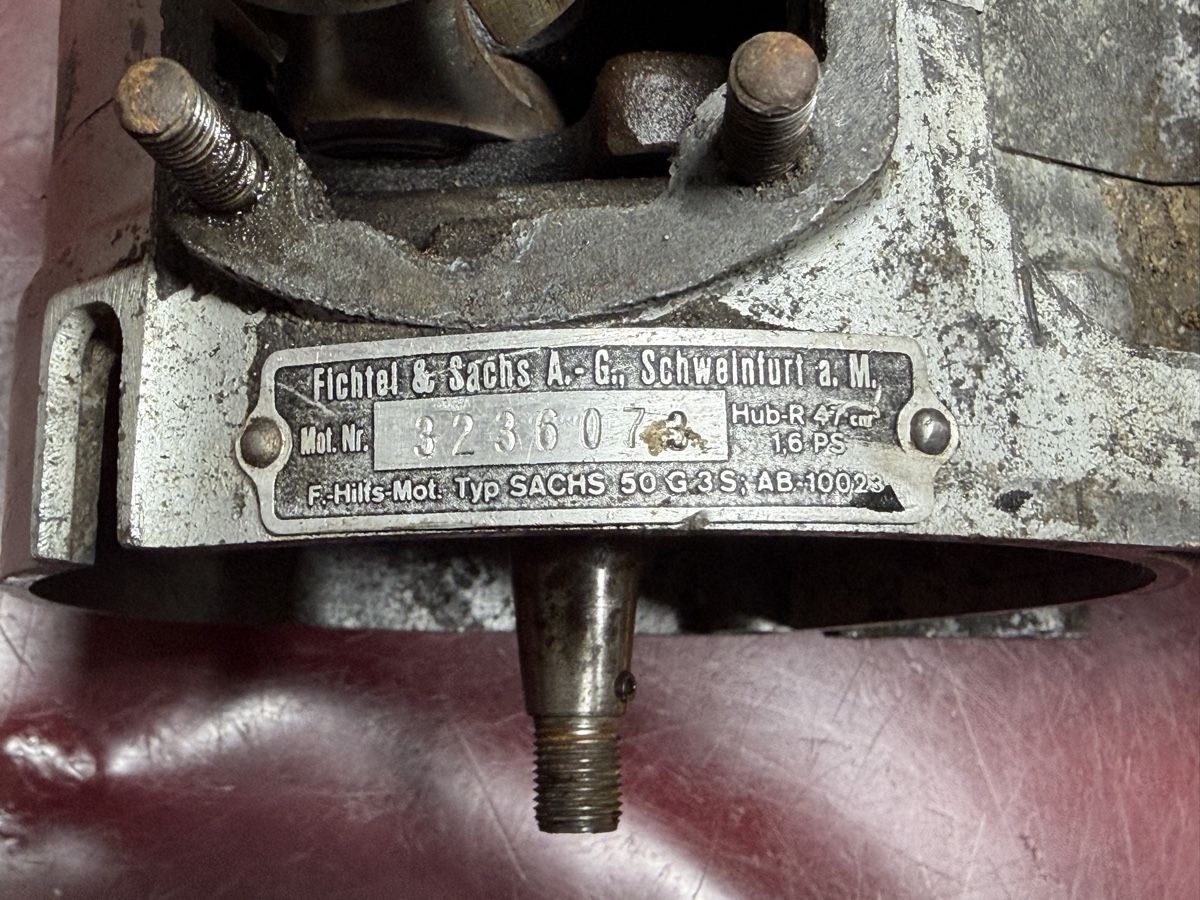 Fichtel & Sachs A.-G., Schweinfurt a. M.
Mot. Nr. 3236073 Hub-R 47 cm³
1,6 PS
F.-Hilfs-Mot. Typ SACHS 50 G 3 S; AB-10023